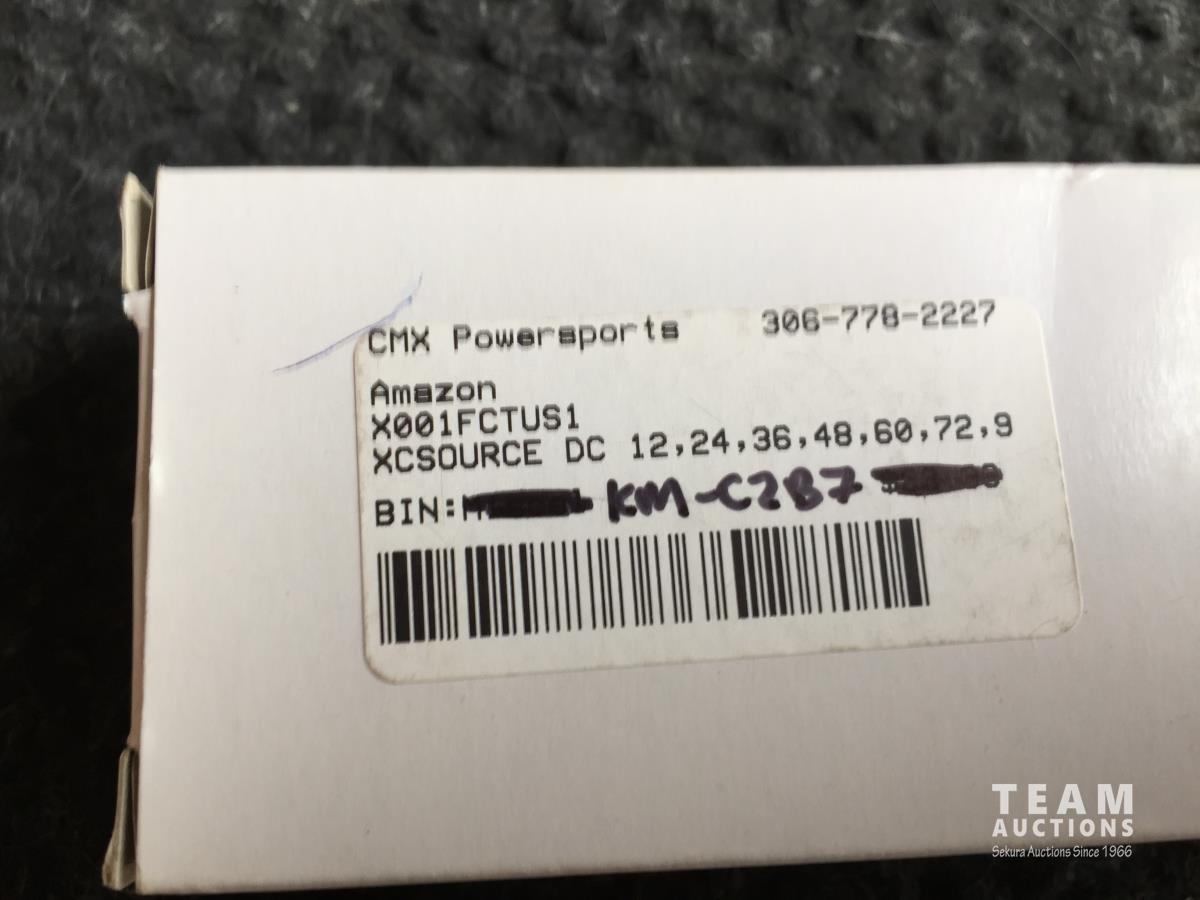 CMX Powersports 306-778-2227
Amazon
X001FCTUS1
XCSOURCE DC 12,24,36,48,60,72,9
BIN: KM-C2B7
TEAM
AUCTIONS
Sekura Auctions Since 1966